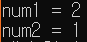 num1 = 2
num2 = 1